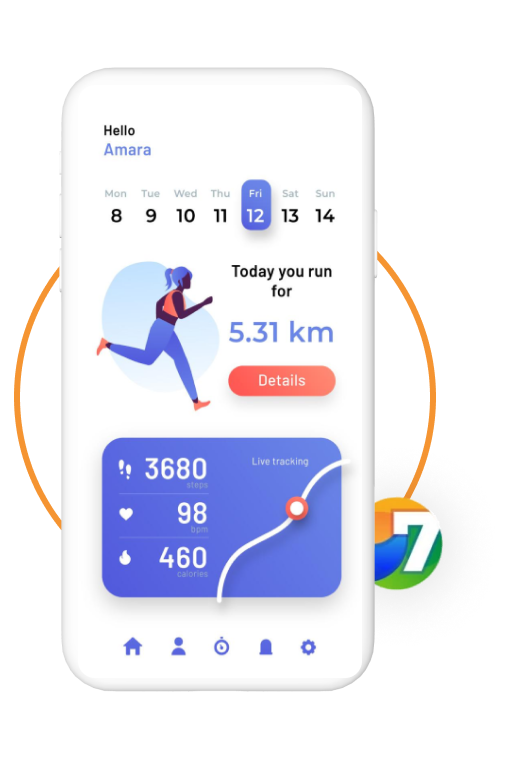 Hello
Amara
Mon Tue Wed Thu Fri Sat Sun
8 9 10 11 12 13 14
Today you run
for
5.31 km
Details
3680
steps
Live tracking
98
bpm
460
calories
7